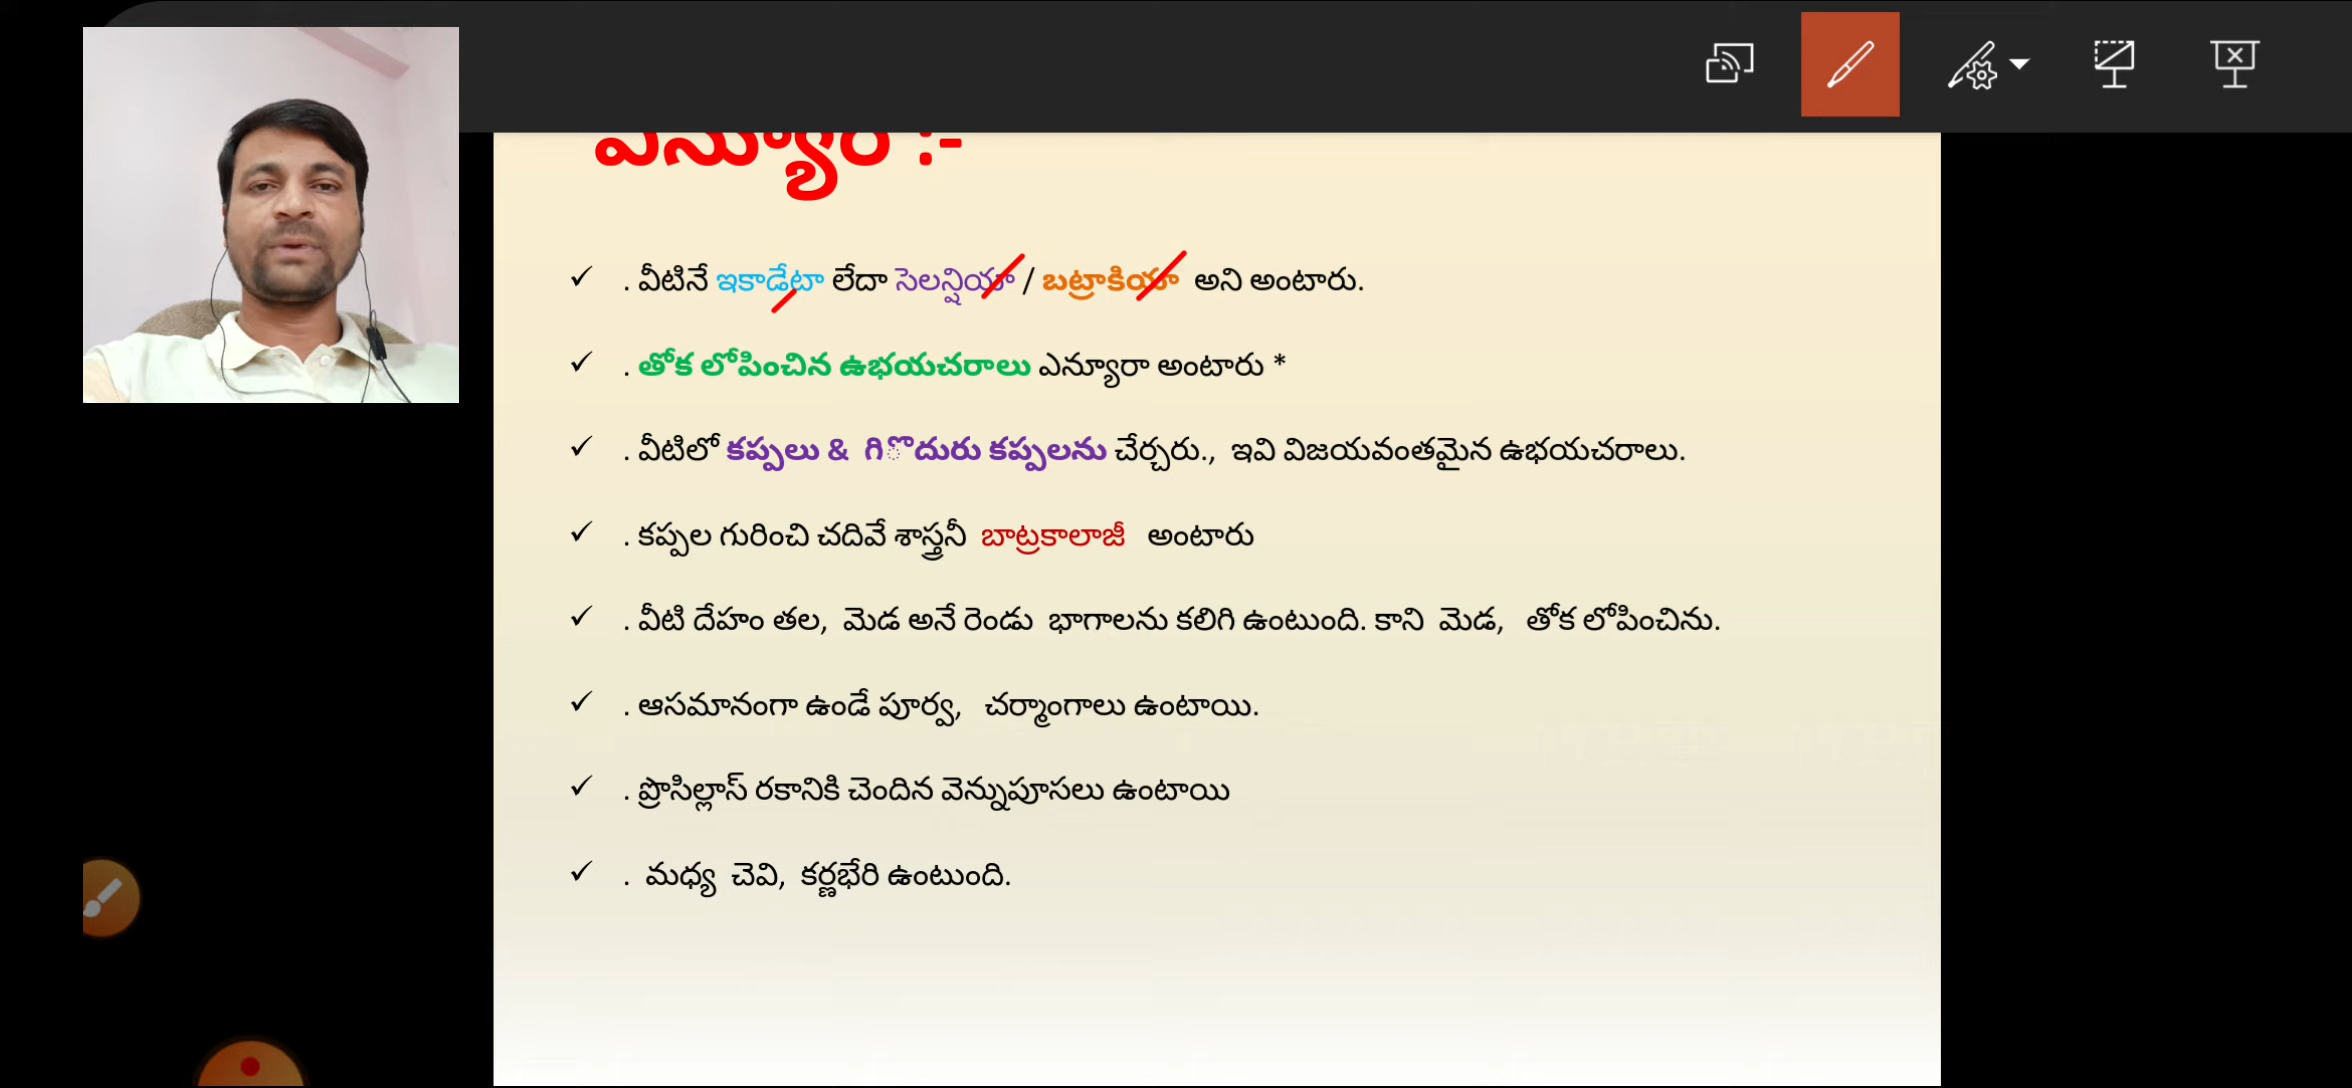 ఎన్యూర :-
✓ . వీటినే ఇకాడేటా లేదా సెలన్షియా / బట్రాకియా అని అంటారు.
✓ . తోక లోపించిన ఉభయచరాలు ఎన్యూరా అంటారు *
✓ . వీటిలో కప్పలు & గిొదురు కప్పలను చేర్చరు., ఇవి విజయవంతమైన ఉభయచరాలు.
✓ . కప్పల గురించి చదివే శాస్త్రనీ బాట్రకాలాజీ అంటారు
✓ . వీటి దేహం తల, మెడ అనే రెండు భాగాలను కలిగి ఉంటుంది. కాని మెడ, తోక లోపించిను.
✓ . ఆసమానంగా ఉండే పూర్వ, చర్మాంగాలు ఉంటాయి.
✓ . ప్రొసిల్లాస్ రకానికి చెందిన వెన్నుపూసలు ఉంటాయి
✓ . మధ్య చెవి, కర్ణభేరి ఉంటుంది.